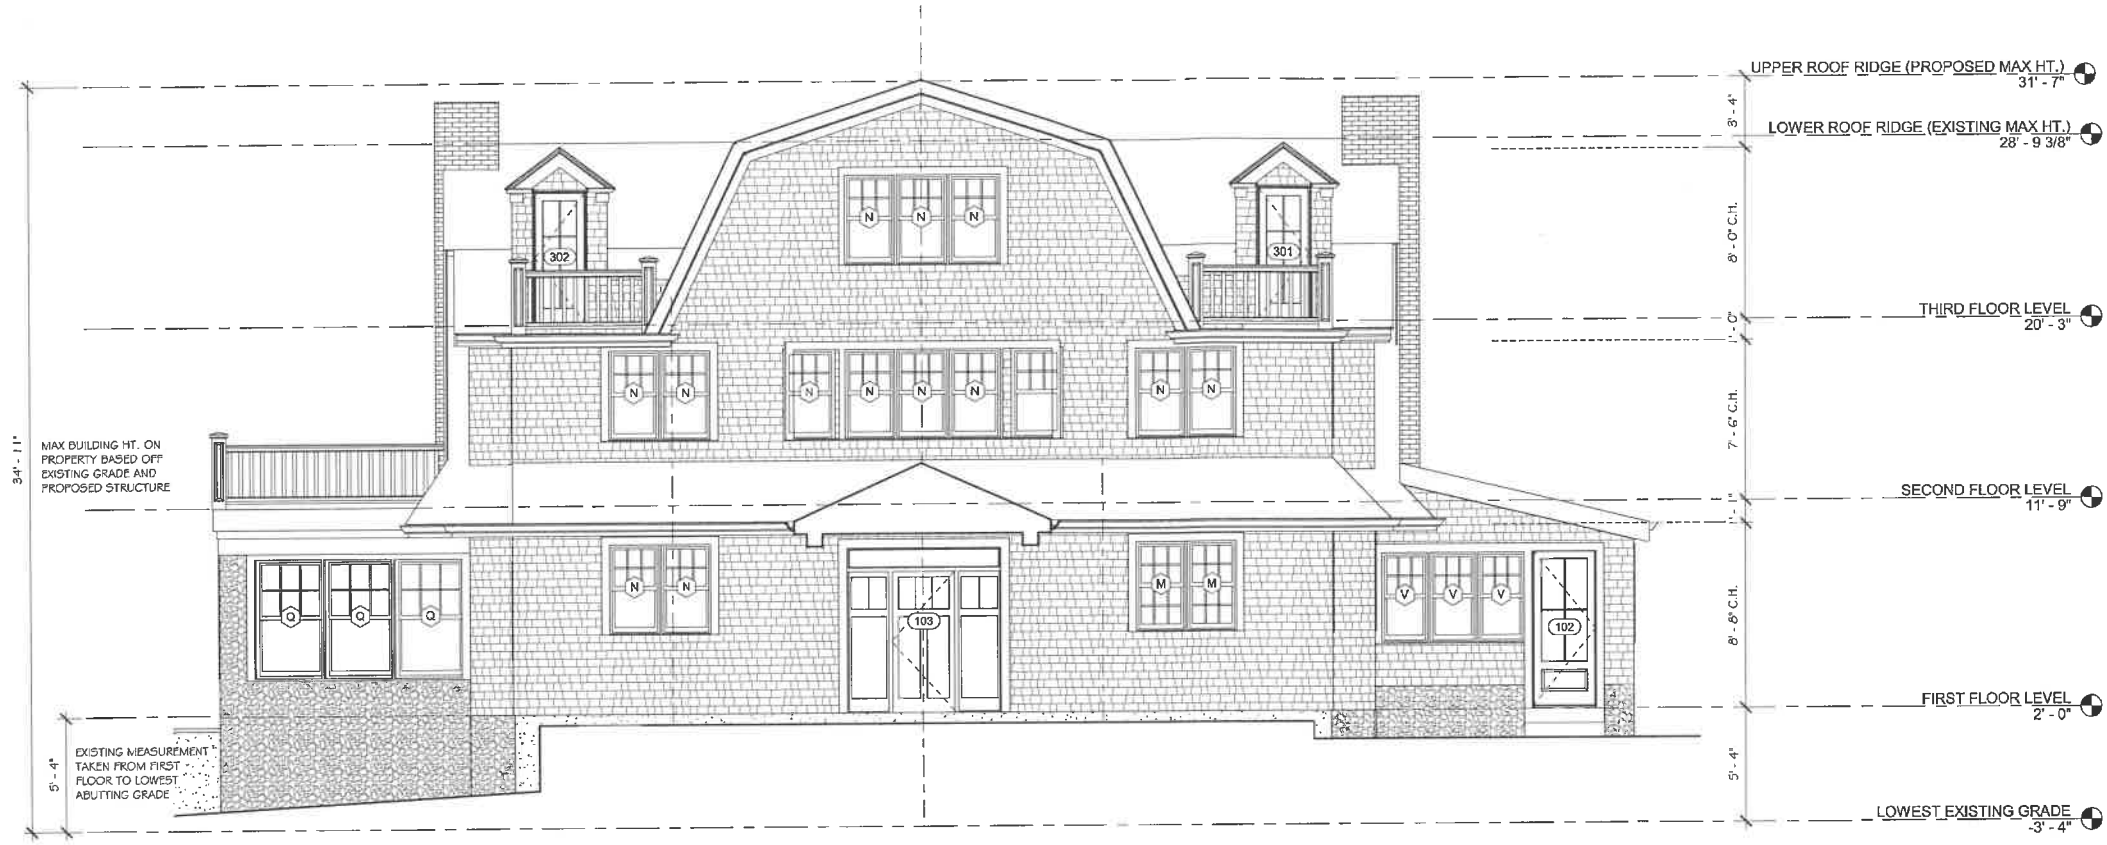 UPPER ROOF RIDGE (PROPOSED MAX HT.)
31' - 7"
3' - 4"
LOWER ROOF RIDGE (EXISTING MAX HT.)
28' - 9 3/8"
N N N
8' - 0" C.H.
302
301
THIRD FLOOR LEVEL
20' - 3"
1' - 0"
N N N N N N N N
7' - 6" C.H.
34' - 11"
MAX BUILDING HT. ON
PROPERTY BASED OFF
EXISTING GRADE AND
PROPOSED STRUCTURE
SECOND FLOOR LEVEL
11' - 9"
Q Q Q
N N
103
M M
V V V
102
8' - 8" C.H.
FIRST FLOOR LEVEL
2' - 0"
EXISTING MEASUREMENT
TAKEN FROM FIRST
FLOOR TO LOWEST
ABUTTING GRADE
5' - 4"
5' - 4"
LOWEST EXISTING GRADE
-3' - 4"